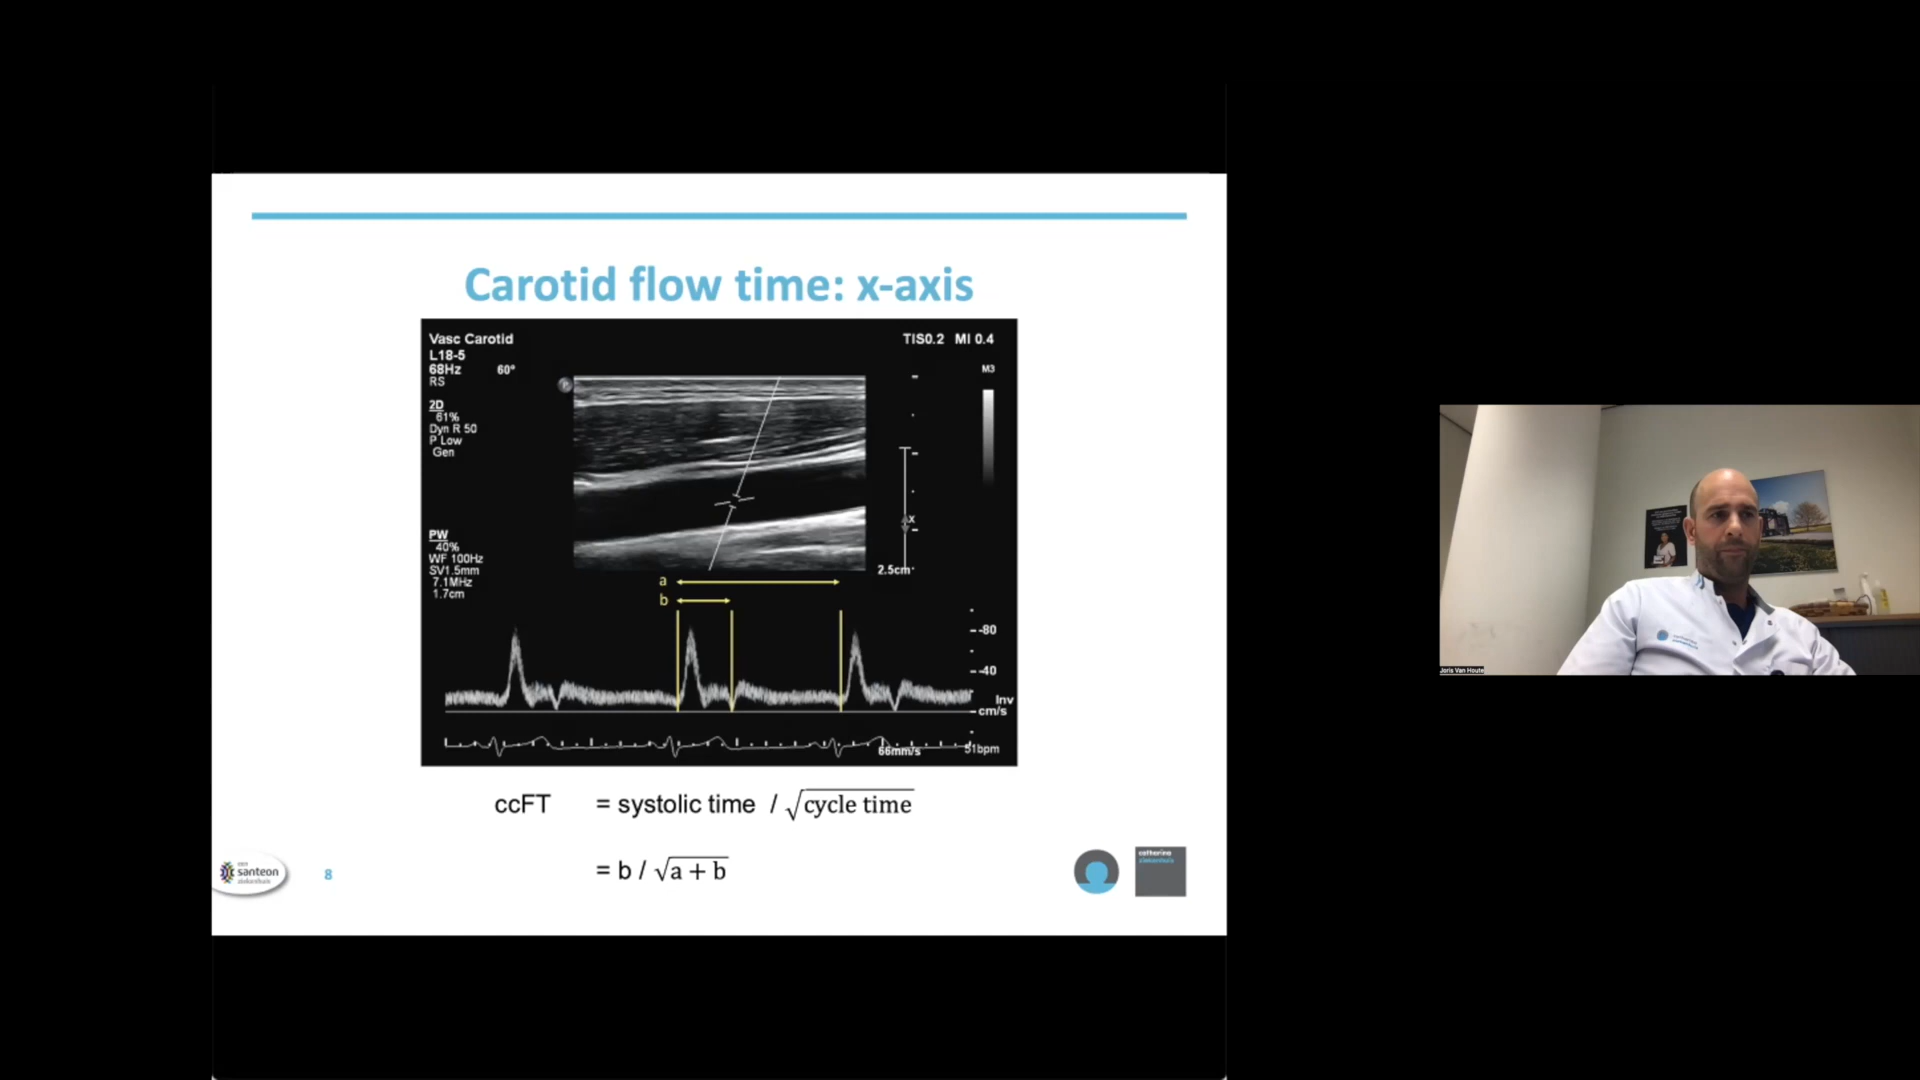 Carotid flow time: x-axis
Vasc Carotid
TIS0.2 MI 0.4
L18-5
68Hz 60°
RS
M3
2D
61%
Dyn R 50
P Low
Gen
PW
40%
WF 100Hz
SV1.5mm
7.1MHz
1.7cm
x
2.5cm
a
b
-80
-40
Inv
cm/s
66mm/s
51bpm
ccFT = systolic time / √cycle time
= b / √a + b
santeon
ziekenhuis
8
catharina
ziekenhuis
Joris Van Houte